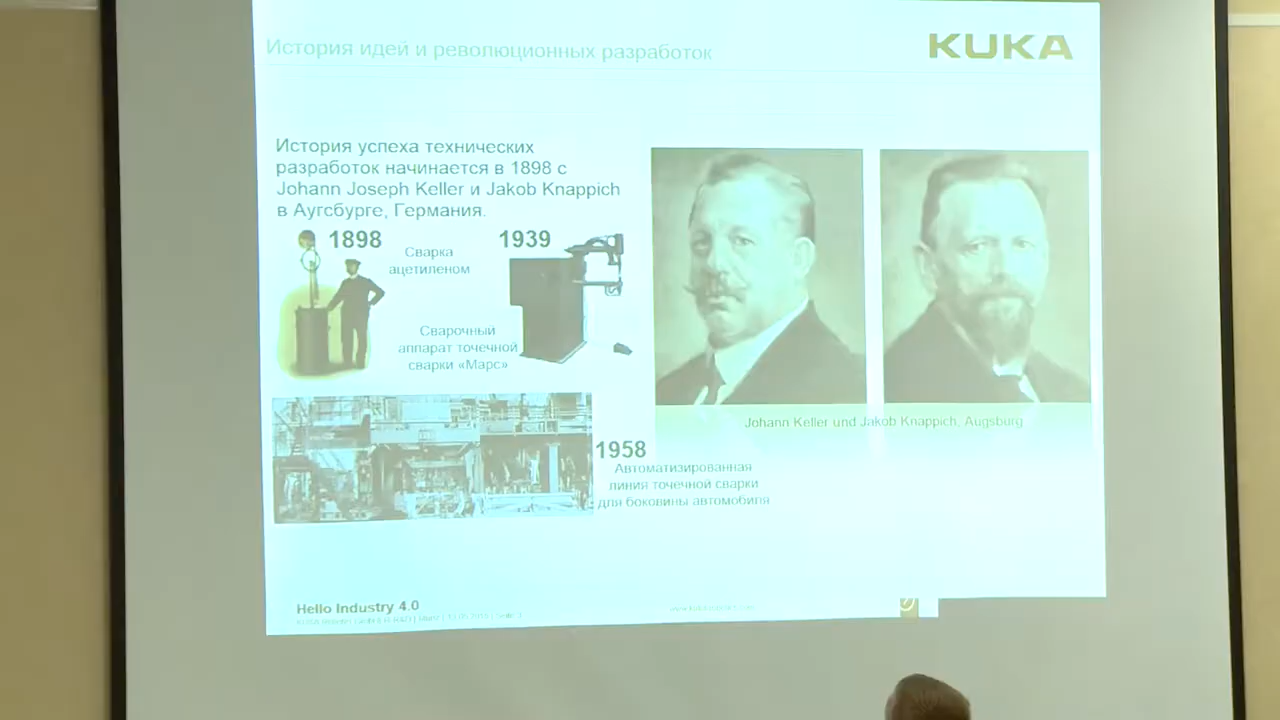 История идей и революционных разработок
KUKA
История успеха технических
разработок начинается в 1898 с
Johann Joseph Keller и Jakob Knappich
в Аугсбурге, Германия.
1898
Сварка
ацетиленом
1939
Сварочный
аппарат точечной
сварки «Марс»
1958
Автоматизированная
линия точечной сварки
для боковины автомобиля
Johann Keller und Jakob Knappich, Augsburg
Hello Industry 4.0